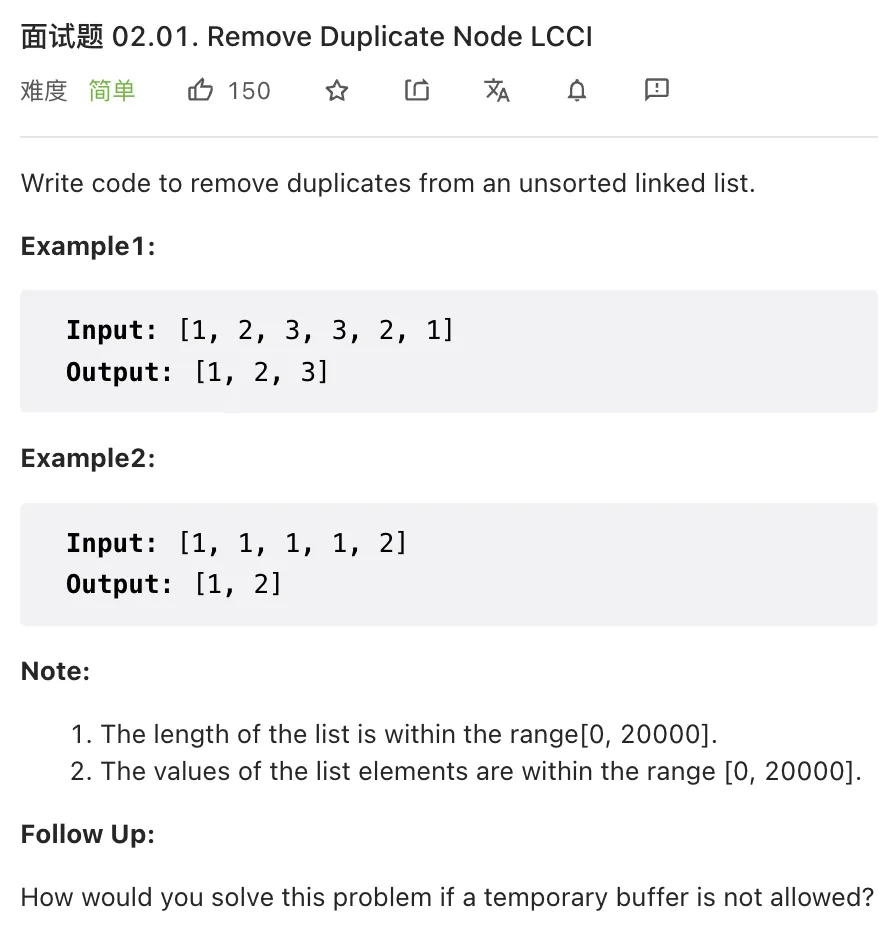 面试题 02.01. Remove Duplicate Node LCCI
难度 简单 150
Write code to remove duplicates from an unsorted linked list.
Example1:
Input: [1, 2, 3, 3, 2, 1]
Output: [1, 2, 3]
Example2:
Input: [1, 1, 1, 1, 2]
Output: [1, 2]
Note:
1. The length of the list is within the range[0, 20000].
2. The values of the list elements are within the range [0, 20000].
Follow Up:
How would you solve this problem if a temporary buffer is not allowed?